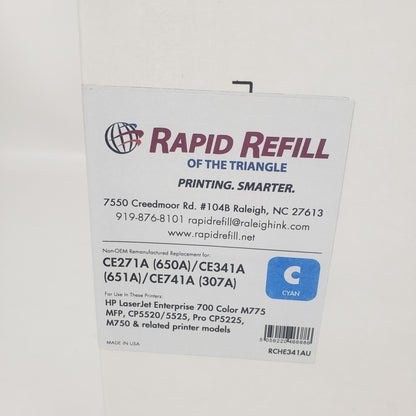 RAPID REFILL
OF THE TRIANGLE
PRINTING. SMARTER.
7550 Creedmoor Rd. #104B Raleigh, NC 27613
919-876-8101 rapidrefill@raleighink.com
www.rapidrefill.net
Non-OEM Remanufactured Replacement for:
CE271A (650A)/CE341A
(651A)/CE741A (307A)
C
CYAN
For Use In These Printers:
HP LaserJet Enterprise 700 Color M775
MFP, CP5520/5525, Pro CP5225,
M750 & related printer models
MADE IN USA
RCHE341AU